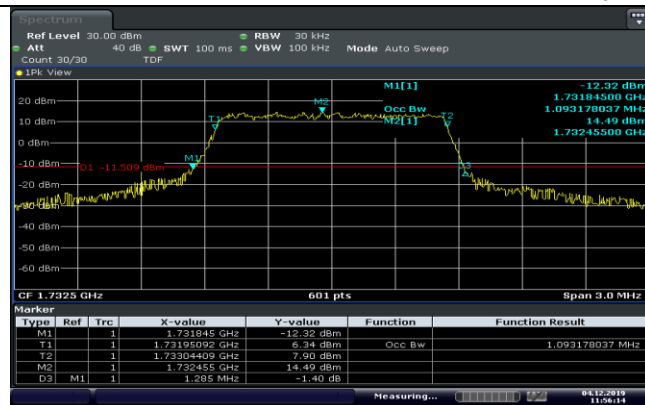 Spectrum
Ref Level 30.00 dBm RBW 30 kHz
Att 40 dB SWT 100 ms VBW 100 kHz Mode Auto Sweep
Count 30/30 TDF
1Pk View
M1[1] -12.32 dBm
1.73184500 GHz
20 dBm M2 Occ Bw 1.093178037 MHz
10 dBm T1 M2[1] T2 14.49 dBm
1.73245500 GHz
0 dBm
-10 dBm D1 -11.509 dBm M1
-20 dBm
-30 dBm
-40 dBm
-50 dBm
-60 dBm
CF 1.7325 GHz 601 pts Span 3.0 MHz
Marker
Type Ref Trc X-value Y-value Function Function Result
M1 1 1.731845 GHz -12.32 dBm
T1 1 1.73195092 GHz 6.34 dBm Occ Bw 1.093178037 MHz
T2 1 1.73304409 GHz 7.90 dBm
M2 1 1.732455 GHz 14.49 dBm
D3 M1 1 1.285 MHz -1.40 dB
Measuring... 04.12.2019
11:56:14